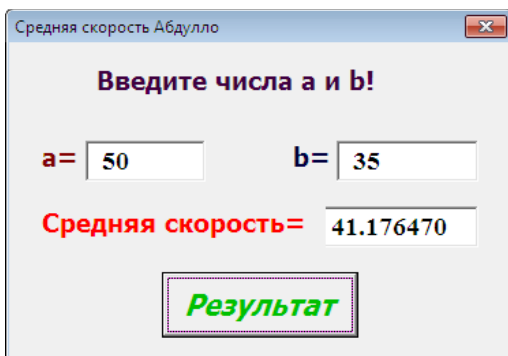 Средняя скорость Абдулло
Введите числа a и b!
a= 50 b= 35
Средняя скорость= 41.176470
Результат